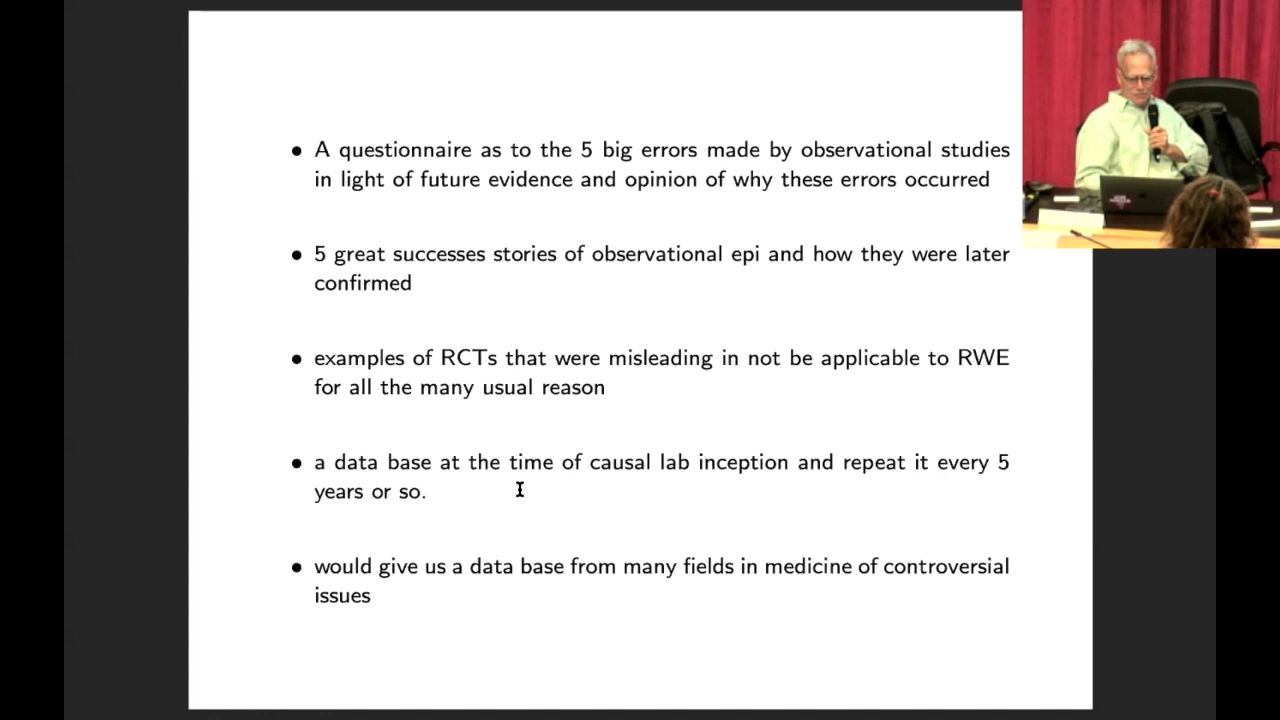 • A questionnaire as to the 5 big errors made by observational studies
in light of future evidence and opinion of why these errors occurred
• 5 great successes stories of observational epi and how they were later
confirmed
• examples of RCTs that were misleading in not be applicable to RWE
for all the many usual reason
• a data base at the time of causal lab inception and repeat it every 5
years or so.
• would give us a data base from many fields in medicine of controversial
issues